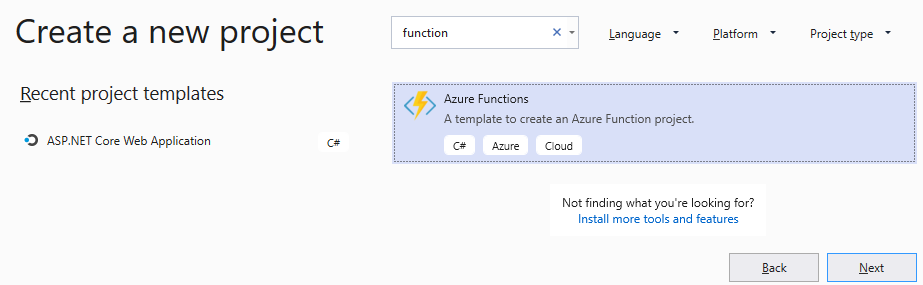 Create a new project
function
Language
Platform
Project type
Recent project templates
ASP.NET Core Web Application
C#
Azure Functions
A template to create an Azure Function project.
C#
Azure
Cloud
Not finding what you're looking for?
Install more tools and features
Back
Next